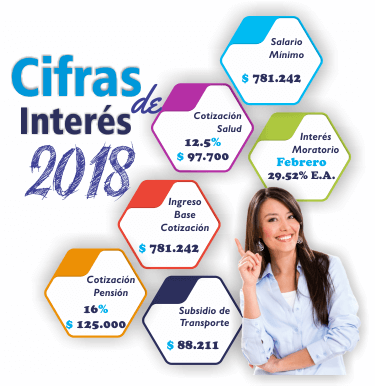 Cifras
de
Interés
2018
Salario
Mínimo
$ 781.242
Cotización
Salud
12.5%
$ 97.700
Interés
Moratorio
Febrero
29.52% E.A.
Ingreso
Base
Cotización
$ 781.242
Cotización
Pensión
16%
$ 125.000
Subsidio de
Transporte
$ 88.211